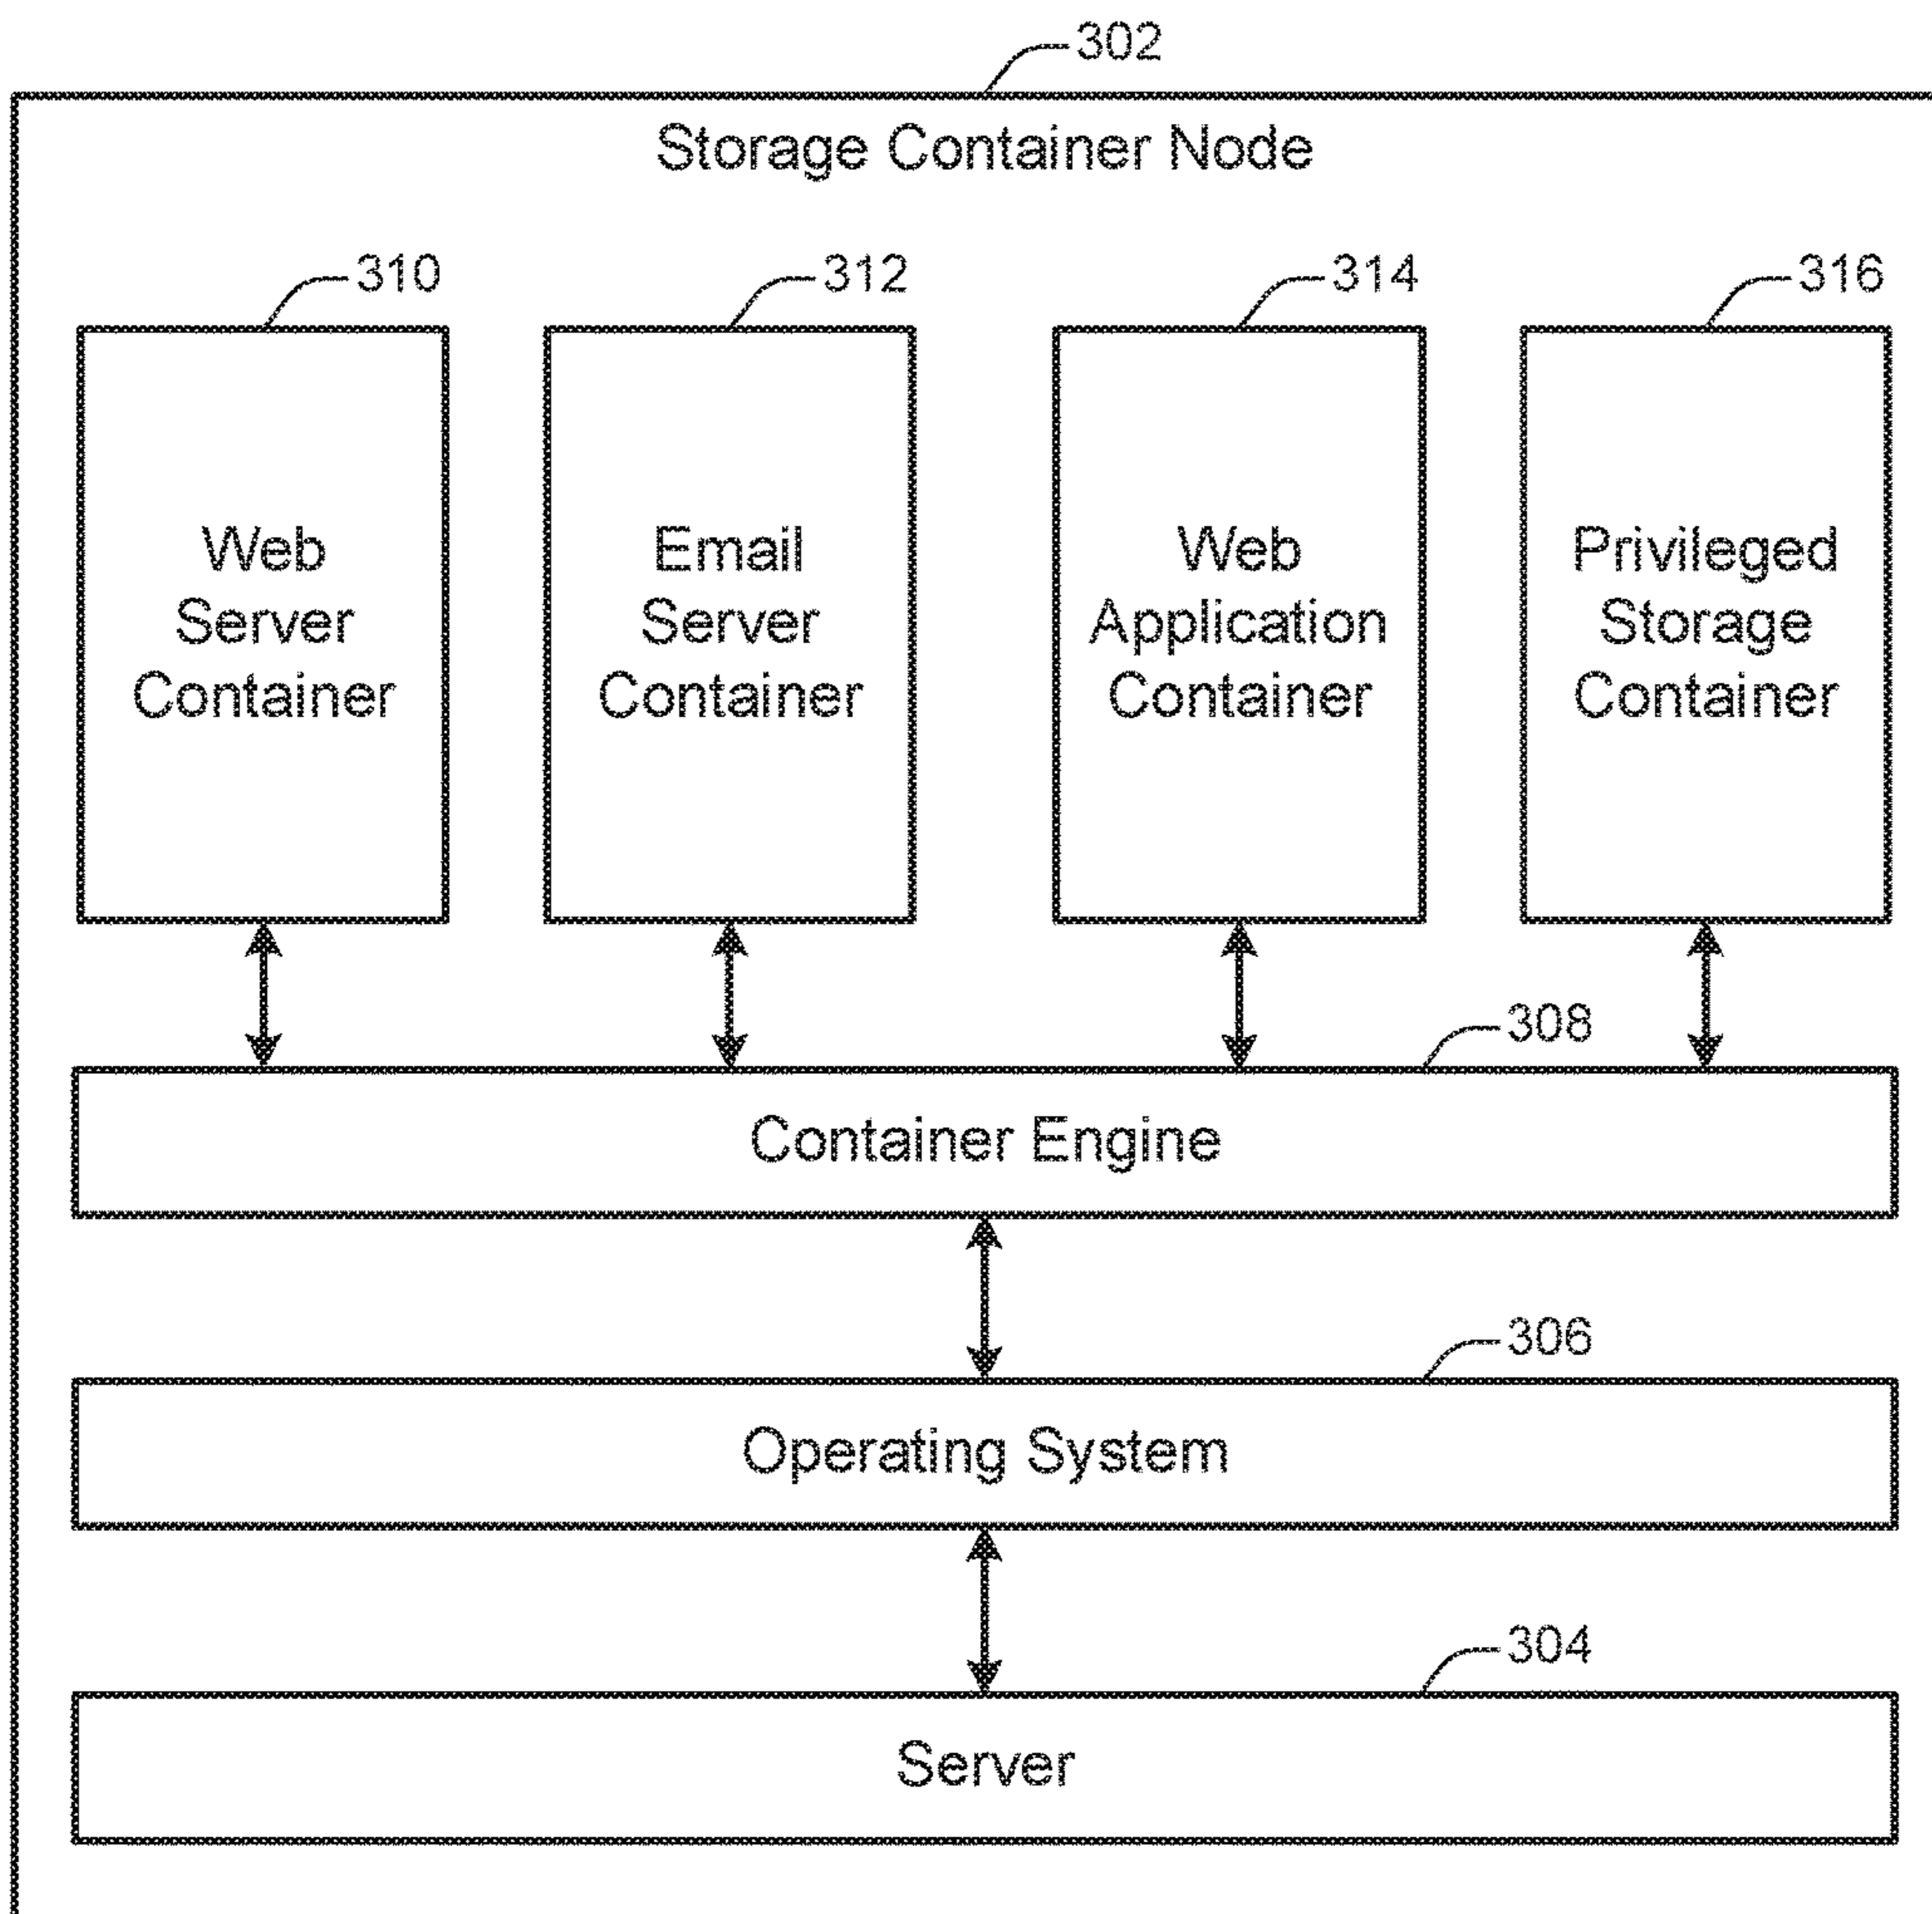 302
Storage Container Node
310
312
314
316
Web
Server
Container
Email
Server
Container
Web
Application
Container
Privileged
Storage
Container
308
Container Engine
306
Operating System
304
Server